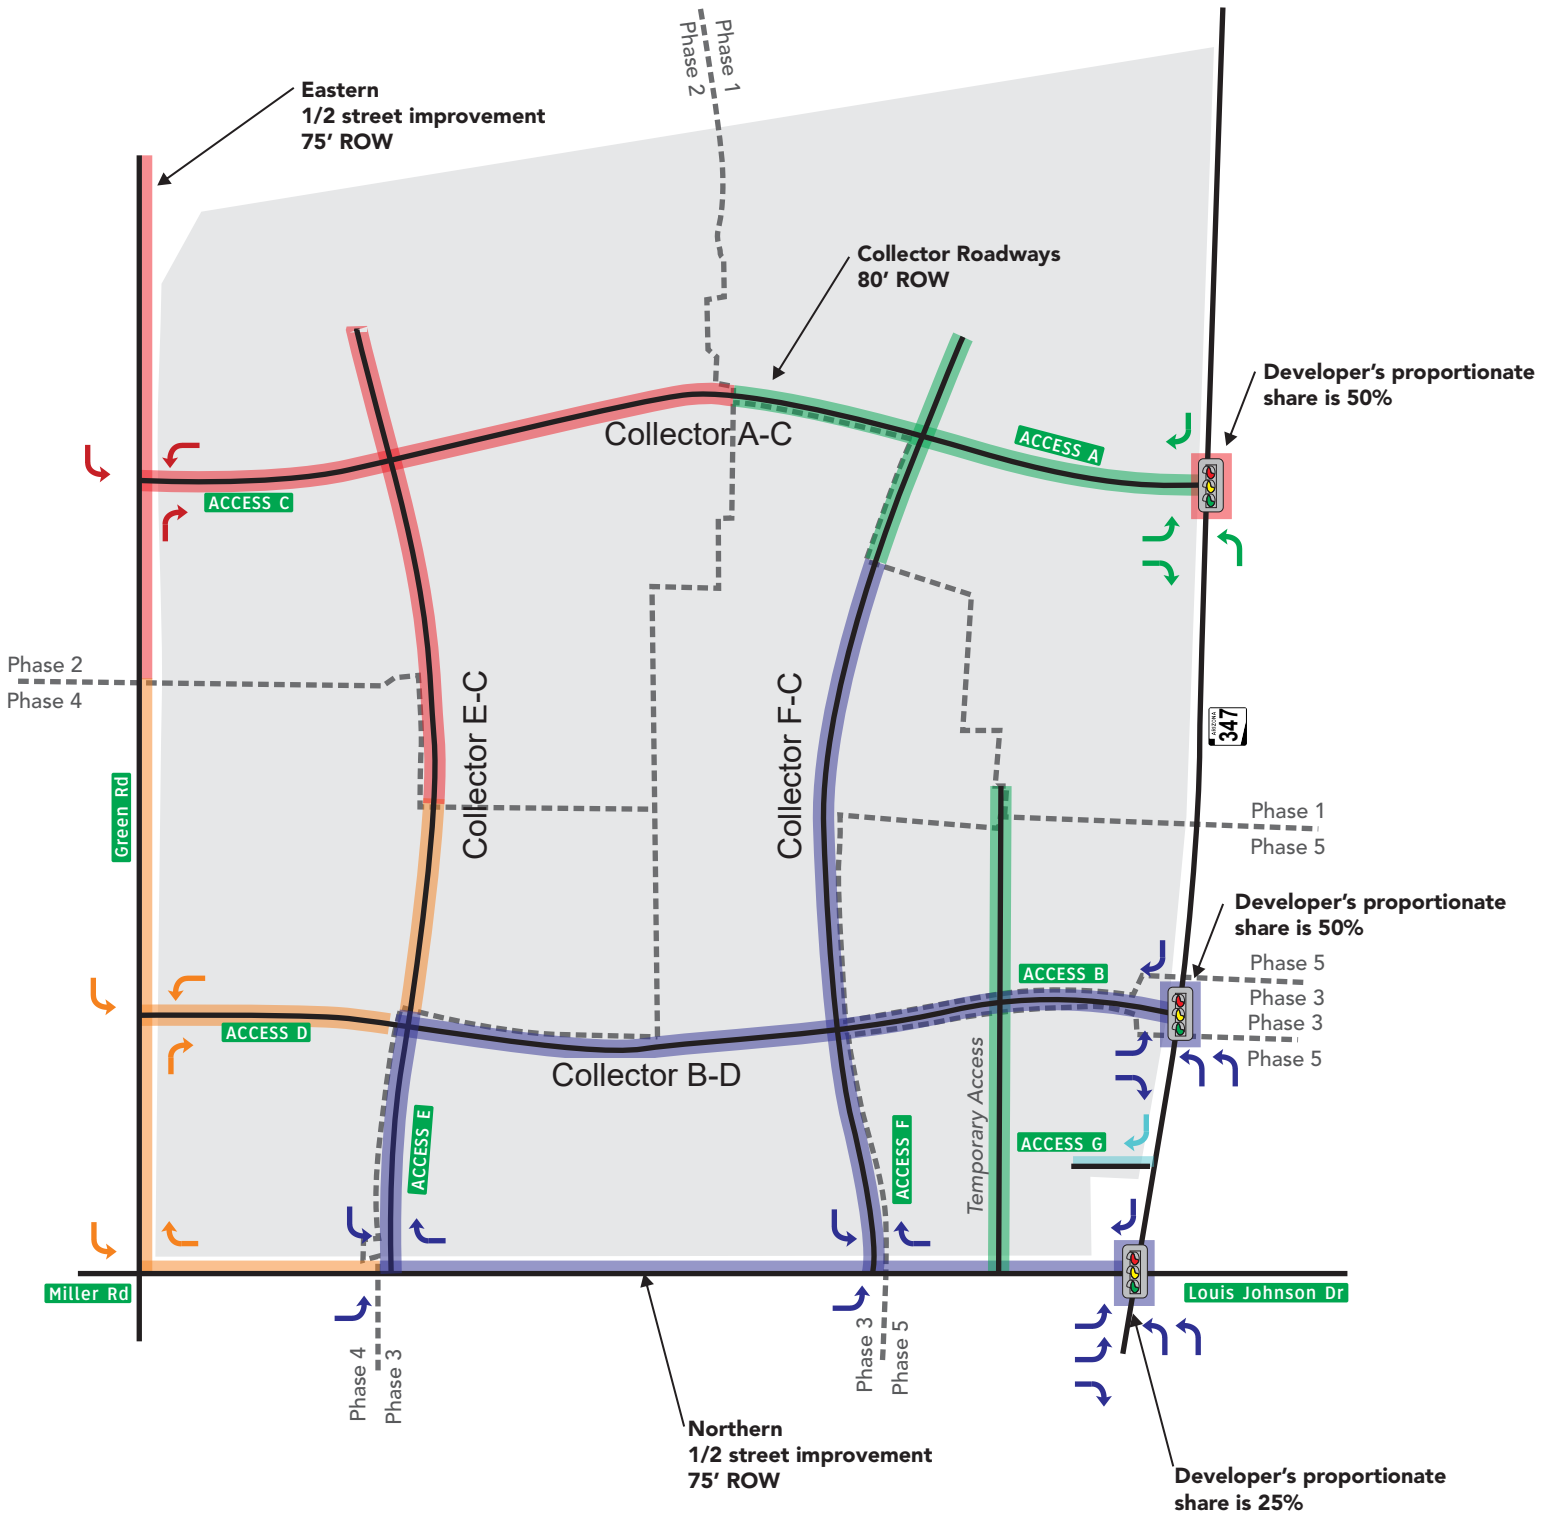 Phase 1
Phase 2
Eastern
1/2 street improvement
75’ ROW
Collector Roadways
80’ ROW
Developer’s proportionate
share is 50%
Collector A-C
ACCESS A
ACCESS C
Phase 2
Phase 4
Collector E-C
Collector F-C
ARIZONA
347
Green Rd
Phase 1
Phase 5
Developer’s proportionate
share is 50%
ACCESS B
Phase 5
Phase 3
Phase 3
Phase 5
ACCESS D
Collector B-D
Temporary Access
ACCESS E
ACCESS F
ACCESS G
Miller Rd
Louis Johnson Dr
Phase 4
Phase 3
Phase 3
Phase 5
Northern
1/2 street improvement
75’ ROW
Developer’s proportionate
share is 25%